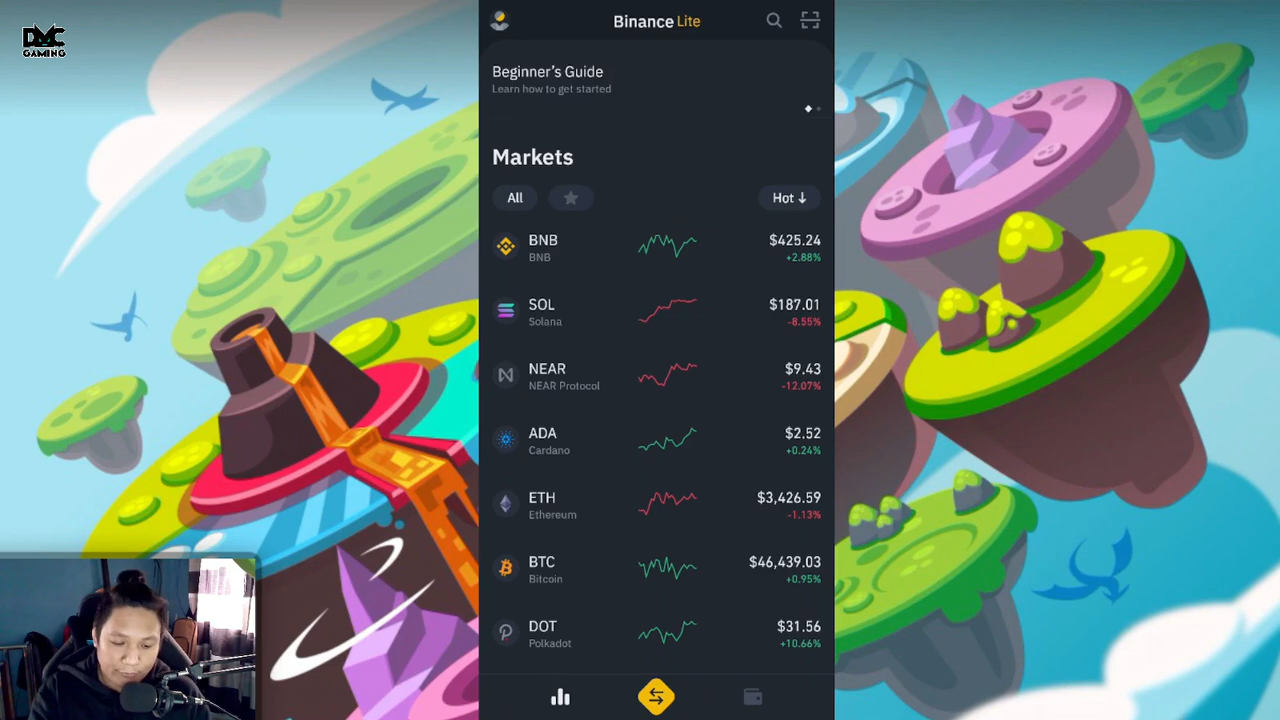 DMC
GAMING
Binance Lite
Beginner's Guide
Learn how to get started
Markets
All
Hot ↓
BNB
BNB
$425.24
+2.88%
SOL
Solana
$187.01
-8.55%
NEAR
NEAR Protocol
$9.43
-12.07%
ADA
Cardano
$2.52
+0.24%
ETH
Ethereum
$3,426.59
-1.13%
BTC
Bitcoin
$46,439.03
+0.95%
DOT
Polkadot
$31.56
+10.66%